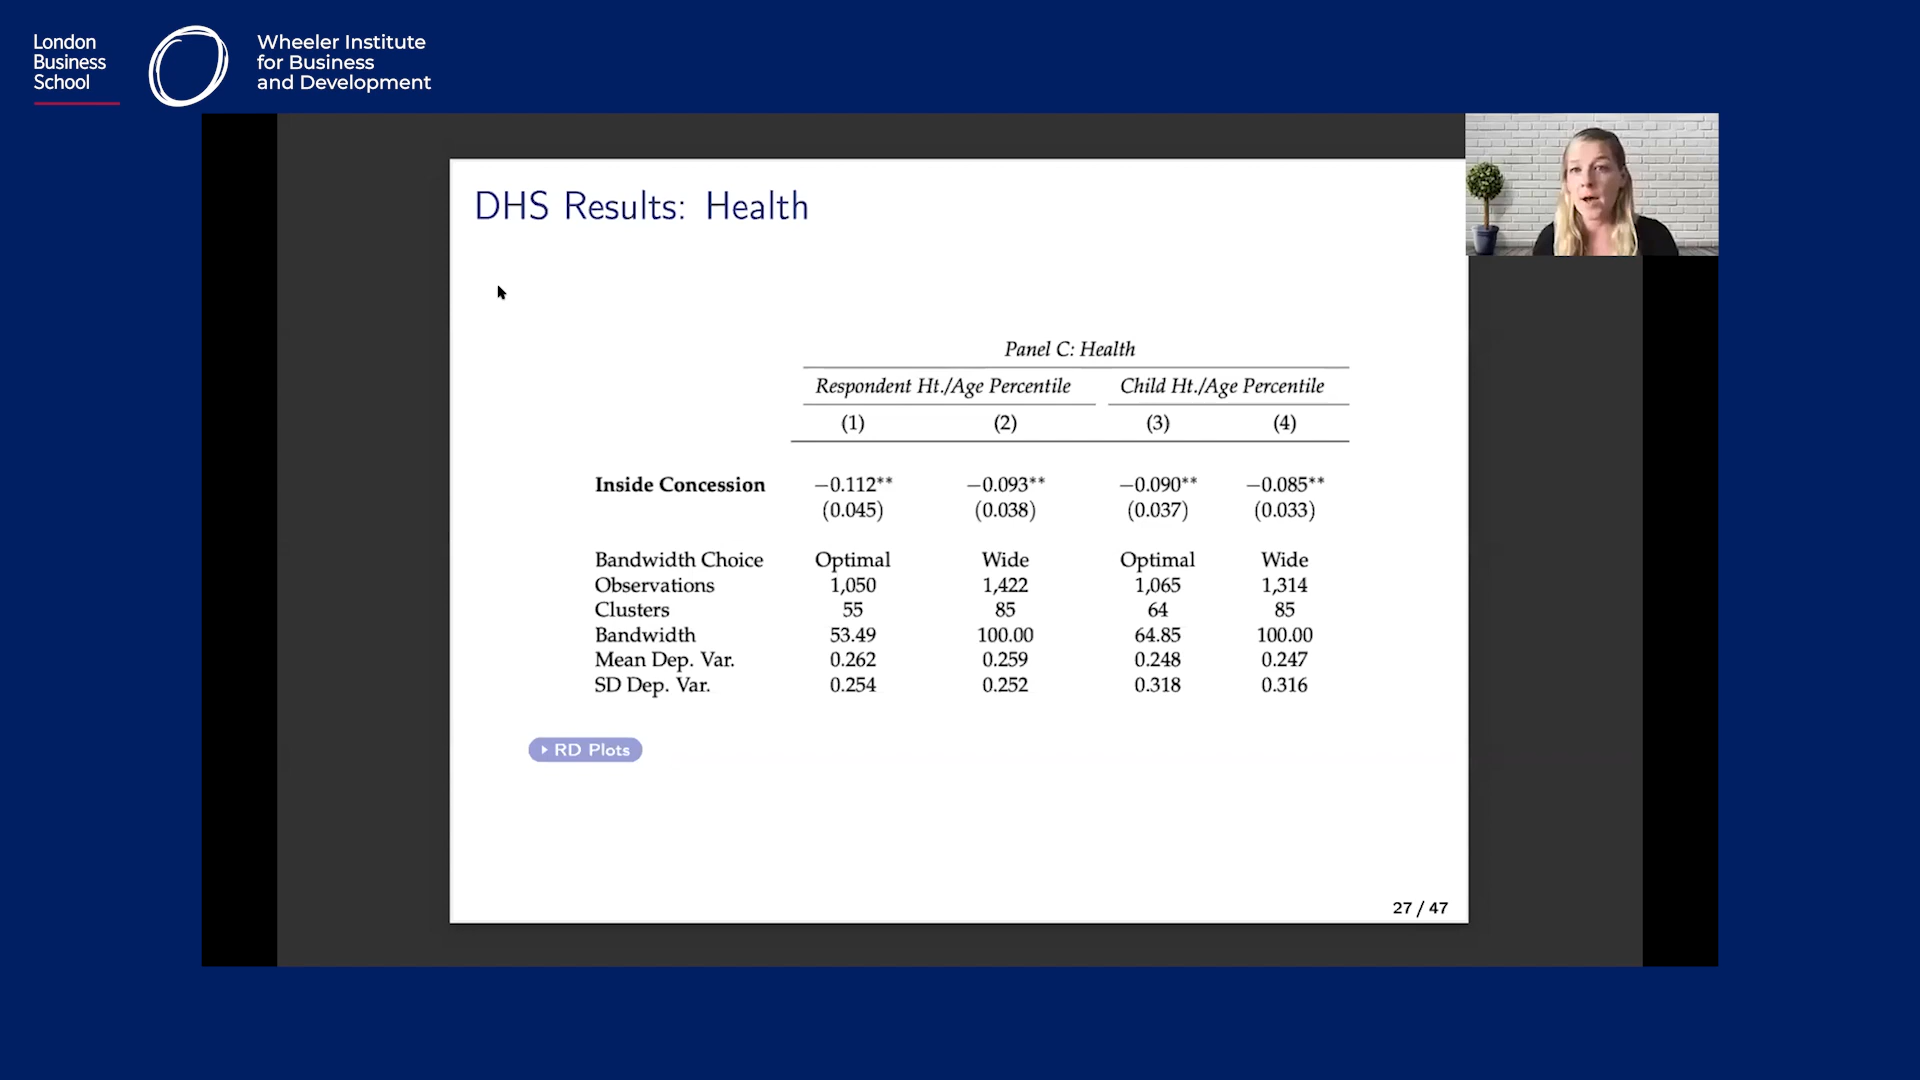 London
Business
School
Wheeler Institute
for Business
and Development
DHS Results: Health
Panel C: Health
Respondent Ht./Age Percentile Child Ht./Age Percentile
(1) (2) (3) (4)
Inside Concession −0.112** −0.093** −0.090** −0.085**
(0.045) (0.038) (0.037) (0.033)
Bandwidth Choice Optimal Wide Optimal Wide
Observations 1,050 1,422 1,065 1,314
Clusters 55 85 64 85
Bandwidth 53.49 100.00 64.85 100.00
Mean Dep. Var. 0.262 0.259 0.248 0.247
SD Dep. Var. 0.254 0.252 0.318 0.316
RD Plots
27 / 47